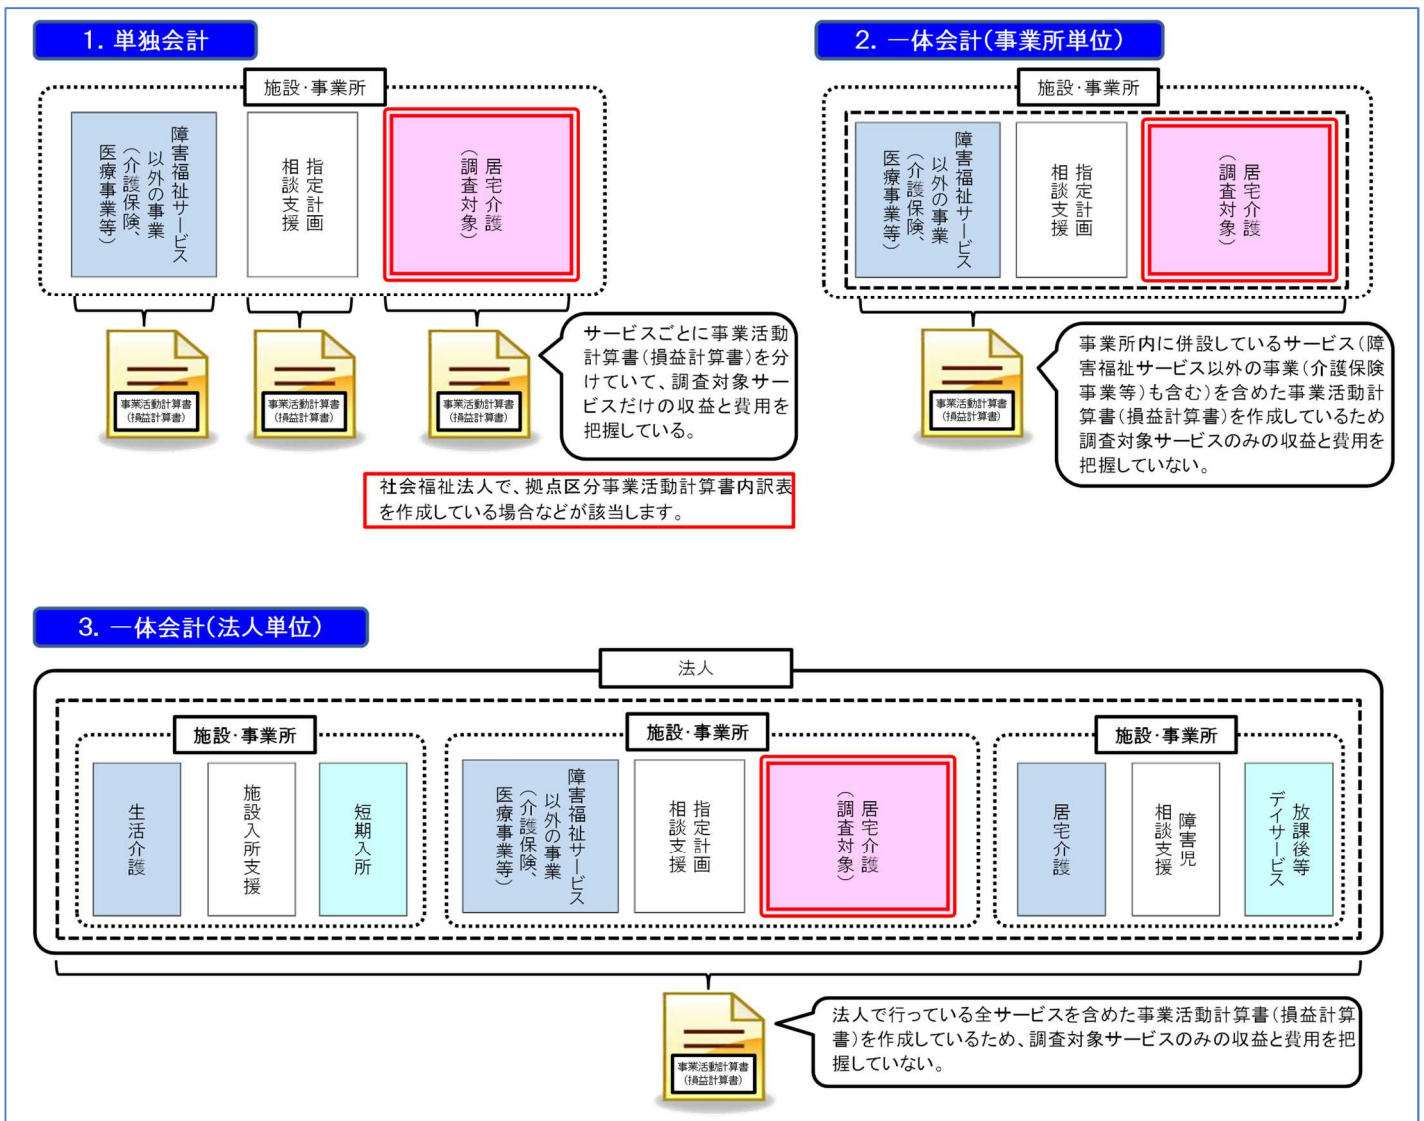 1. 単独会計
施設・事業所
障害福祉サービス
以外の事業
（介護保険、
医療事業等）
指定計画
相談支援
居宅介護
（調査対象）
事業活動計算書
（損益計算書）
事業活動計算書
（損益計算書）
事業活動計算書
（損益計算書）
サービスごとに事業活動
計算書（損益計算書）を分
けていて、調査対象サー
ビスだけの収益と費用を
把握している。
社会福祉法人で、拠点区分事業活動計算書内訳表
を作成している場合などが該当します。
2. 一体会計（事業所単位）
施設・事業所
障害福祉サービス
以外の事業
（介護保険、
医療事業等）
指定計画
相談支援
居宅介護
（調査対象）
事業活動計算書
（損益計算書）
事業所内に併設しているサービス（障
害福祉サービス以外の事業（介護保険
事業等）も含む）を含めた事業活動計
算書（損益計算書）を作成しているため
調査対象サービスのみの収益と費用を
把握していない。
3. 一体会計（法人単位）
法人
施設・事業所
生活介護
施設入所支援
短期入所
施設・事業所
障害福祉サービス
以外の事業
（介護保険、
医療事業等）
指定計画
相談支援
居宅介護
（調査対象）
施設・事業所
居宅介護
障害児
相談支援
放課後等
デイサービス
事業活動計算書
（損益計算書）
法人で行っている全サービスを含めた事業活動計算書（損益計算
書）を作成しているため、調査対象サービスのみの収益と費用を把
握していない。